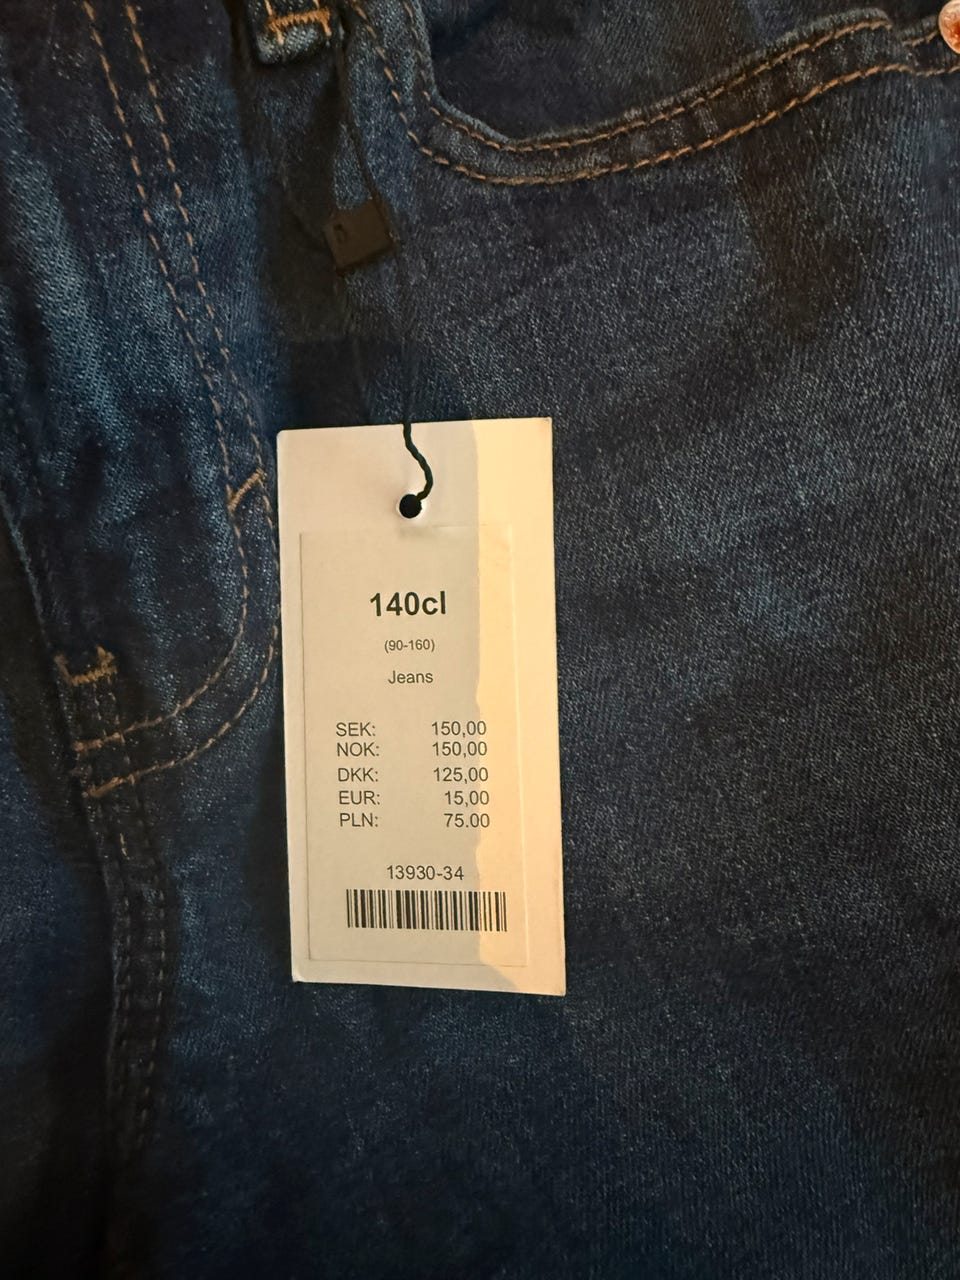 140cl
(90-160)
Jeans
SEK: 150,00
NOK: 150,00
DKK: 125,00
EUR: 15,00
PLN: 75.00
13930-34